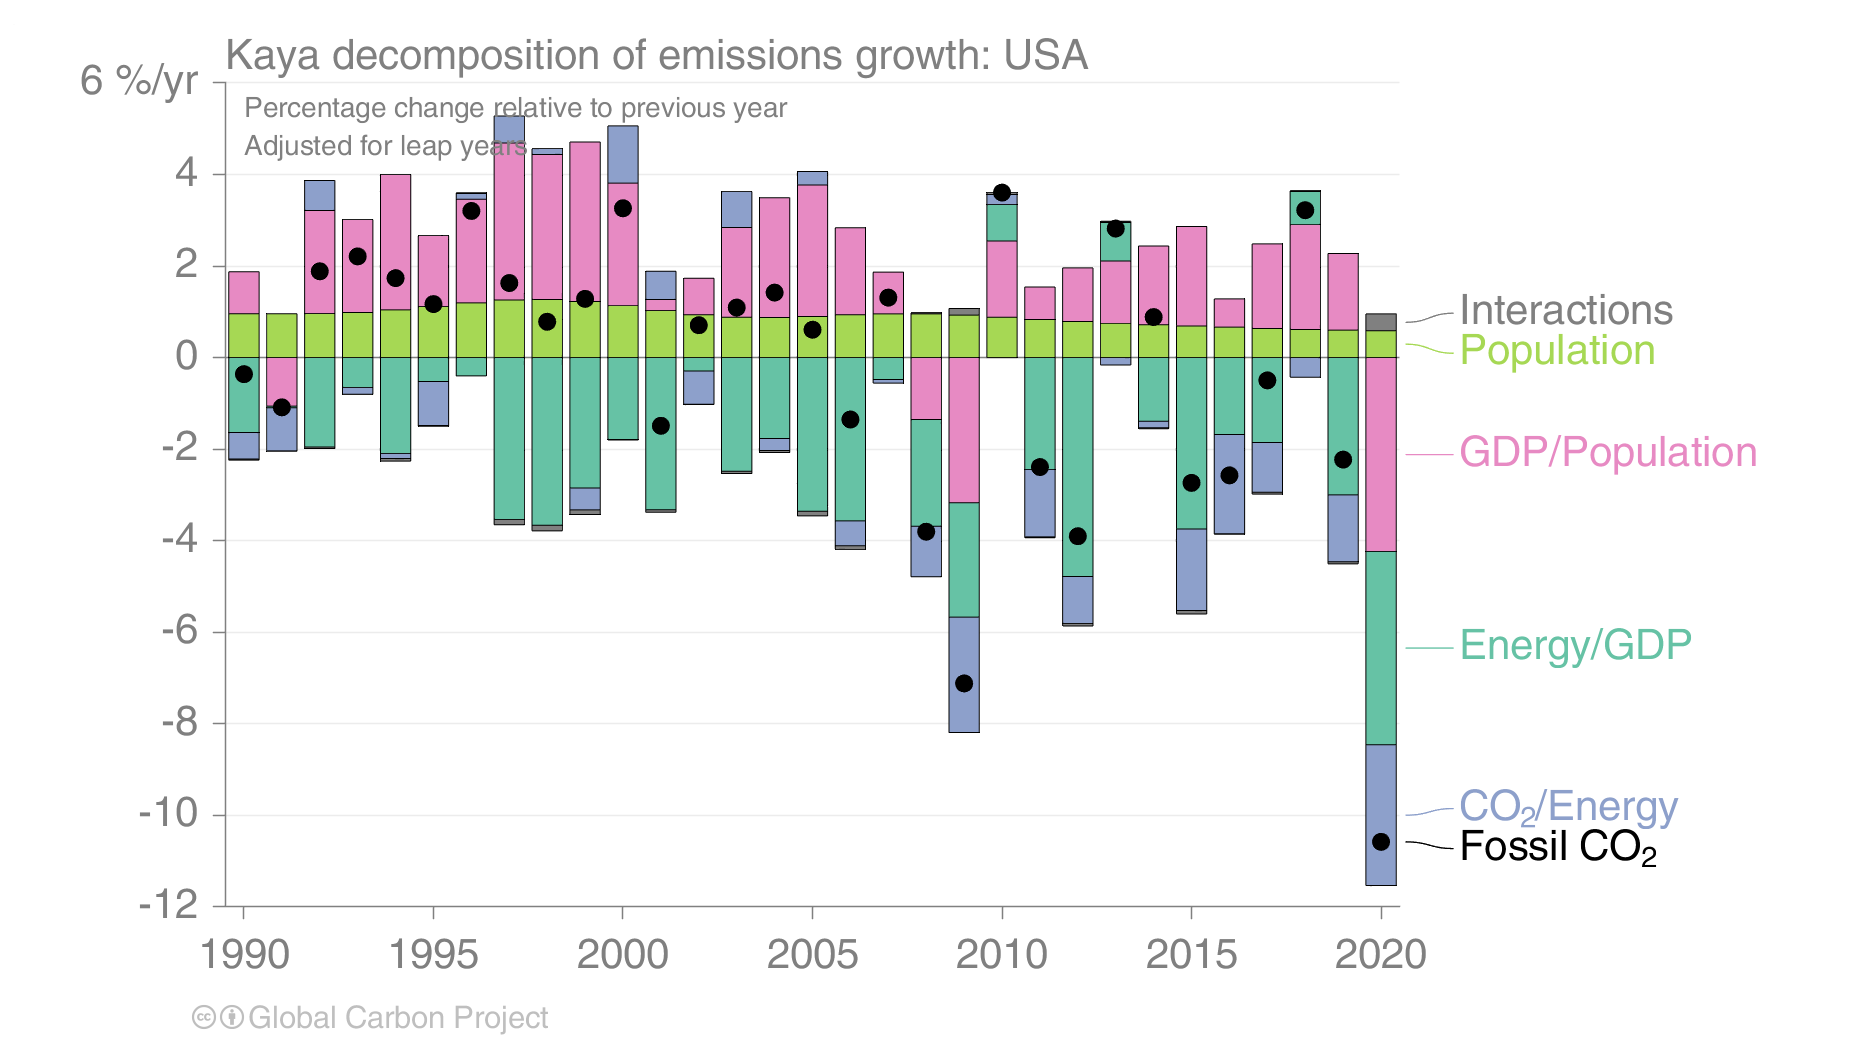 Kaya decomposition of emissions growth: USA
6 %/yr
Percentage change relative to previous year
Adjusted for leap years
4
2
0
-2
-4
-6
-8
-10
-12
1990 1995 2000 2005 2010 2015 2020
Interactions
Population
GDP/Population
Energy/GDP
CO₂/Energy
Fossil CO₂
cc Global Carbon Project